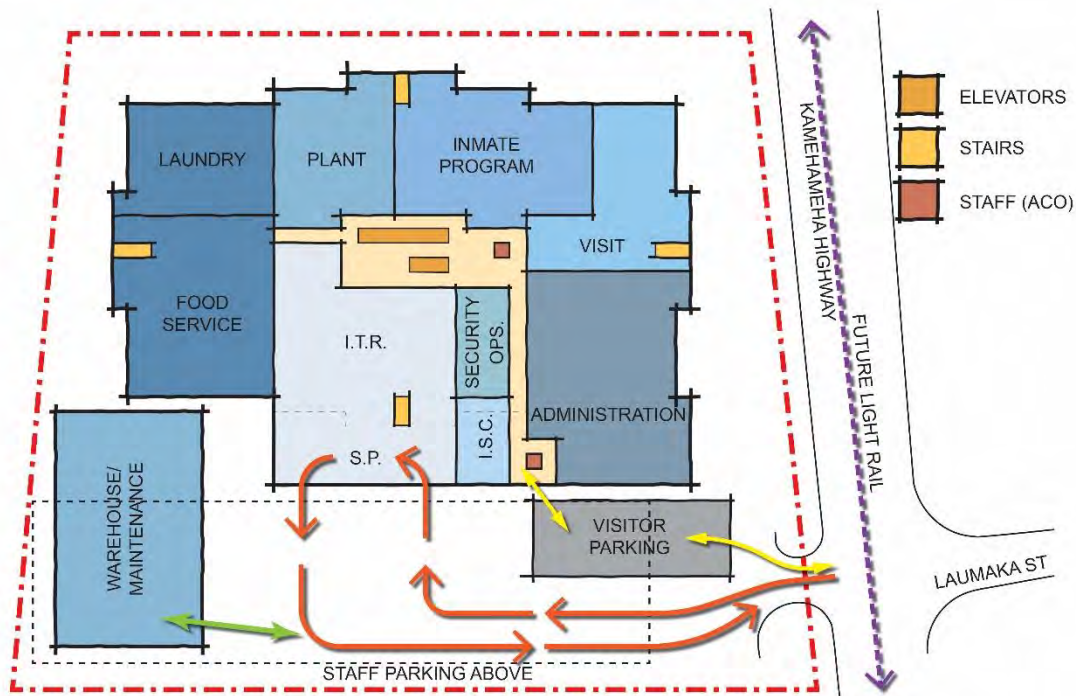 LAUNDRY
PLANT
INMATE
PROGRAM
VISIT
FOOD
SERVICE
I.T.R.
SECURITY
OPS.
ADMINISTRATION
I.S.C.
S.P.
WAREHOUSE/
MAINTENANCE
VISITOR
PARKING
STAFF PARKING ABOVE
KAMEHAMEHA HIGHWAY
FUTURE LIGHT RAIL
LAUMAKA ST
ELEVATORS
STAIRS
STAFF (ACO)